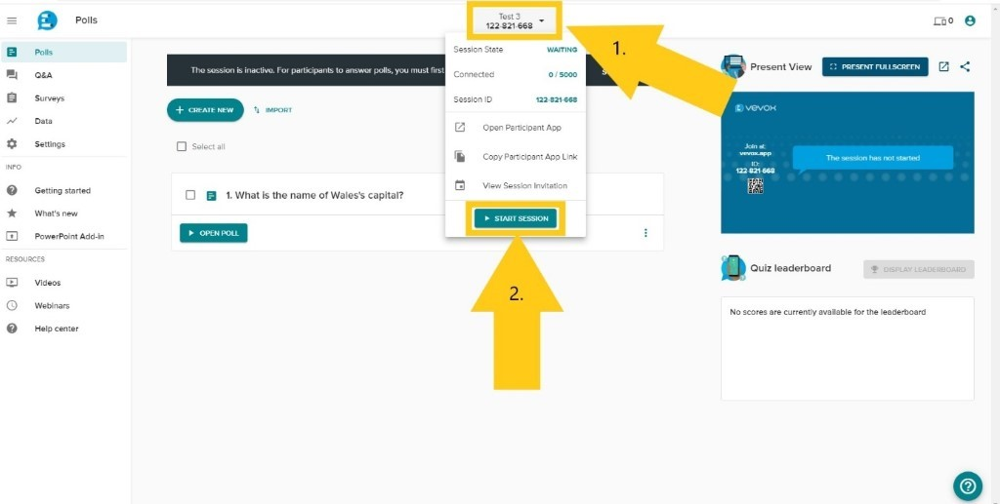 Polls
Test 3
122-821-668
0
1.
Polls
Q&A
Surveys
Data
Settings
INFO
Getting started
What's new
PowerPoint Add-in
RESOURCES
Videos
Webinars
Help center
The session is inactive. For participants to answer polls, you must first
CREATE NEW
IMPORT
Select all
1. What is the name of Wales's capital?
OPEN POLL
Session State WAITING
Connected 0 / 5000
Session ID 122-821-668
Open Participant App
Copy Participant App Link
View Session Invitation
START SESSION
2.
Present View
PRESENT FULLSCREEN
vevox
Join at:
vevox.app
ID:
122-821-668
The session has not started
Quiz leaderboard
DISPLAY LEADERBOARD
No scores are currently available for the leaderboard